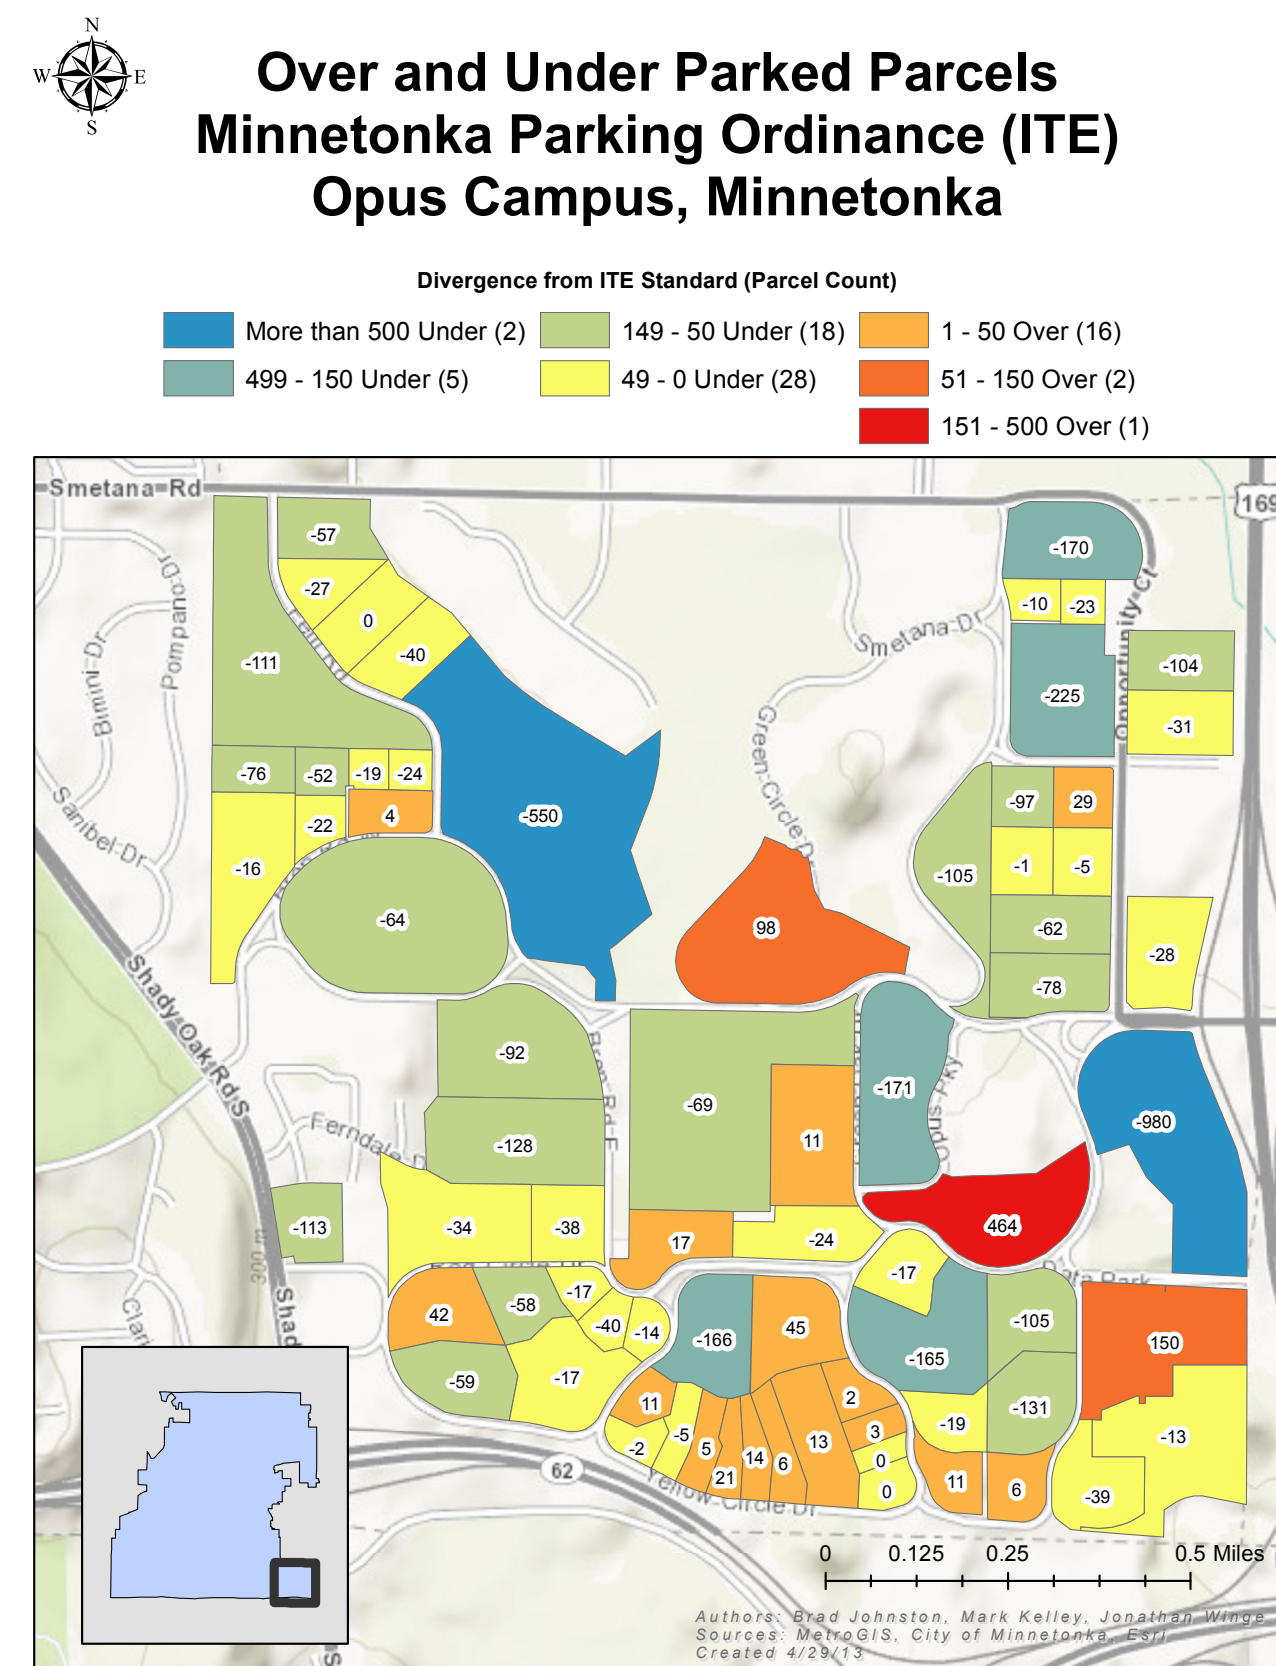 N
W E
S
Over and Under Parked Parcels
Minnetonka Parking Ordinance (ITE)
Opus Campus, Minnetonka
Divergence from ITE Standard (Parcel Count)
More than 500 Under (2)
149 - 50 Under (18)
1 - 50 Over (16)
499 - 150 Under (5)
49 - 0 Under (28)
51 - 150 Over (2)
151 - 500 Over (1)
Smetana Rd
169
-57
-170
-27
-10
-23
0
Pompano Dr
Smetana Dr
Opportunity Ct
Bimini Dr
-40
-111
-104
-225
-31
Green Circle Dr
-76
-52
-19
-24
-97
29
4
-550
Sanibel Dr
-22
-16
-1
-5
-105
-64
98
-62
-28
-78
Shady Oak Rd S
-92
-69
-171
-980
11
-128
Ferndale
-113
-34
-38
17
-24
464
300 m
-17
Data Park
42
-58
-17
-40
-14
-166
45
-105
150
-165
Shad
-59
-17
11
2
-131
-19
3
-13
-2
-5
5
13
14
6
0
21
11
6
0
-39
62
Yellow Circle Dr
0 0.125 0.25 0.5 Miles
Authors: Brad Johnston, Mark Kelley, Jonathan Winge
Sources: MetroGIS, City of Minnetonka, Esri
Created 4/29/13